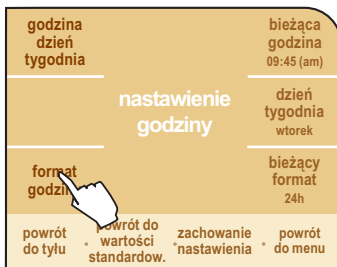 godzina
dzień
tygodnia
nastawienie
godziny
bieżąca
godzina
09:45 (am)
dzień
tygodnia
wtorek
format
godziny
bieżący
format
24h
powrót
do tyłu
powrót do
wartości
standardow.
zachowanie
nastawienia
powrót
do menu